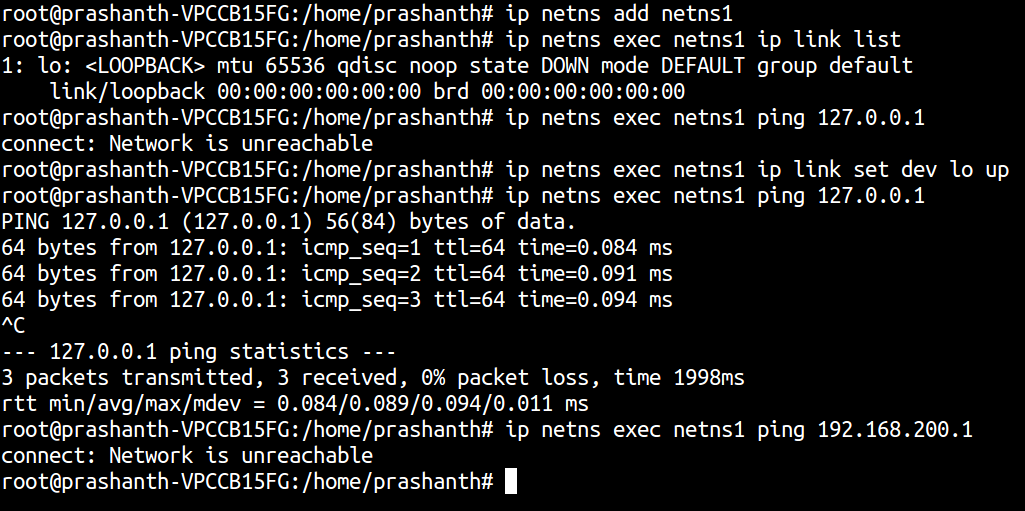 root@prashanth-VPCCB15FG:/home/prashanth# ip netns add netns1
root@prashanth-VPCCB15FG:/home/prashanth# ip netns exec netns1 ip link list
1: lo: <LOOPBACK> mtu 65536 qdisc noop state DOWN mode DEFAULT group default
    link/loopback 00:00:00:00:00:00 brd 00:00:00:00:00:00
root@prashanth-VPCCB15FG:/home/prashanth# ip netns exec netns1 ping 127.0.0.1
connect: Network is unreachable
root@prashanth-VPCCB15FG:/home/prashanth# ip netns exec netns1 ip link set dev lo up
root@prashanth-VPCCB15FG:/home/prashanth# ip netns exec netns1 ping 127.0.0.1
PING 127.0.0.1 (127.0.0.1) 56(84) bytes of data.
64 bytes from 127.0.0.1: icmp_seq=1 ttl=64 time=0.084 ms
64 bytes from 127.0.0.1: icmp_seq=2 ttl=64 time=0.091 ms
64 bytes from 127.0.0.1: icmp_seq=3 ttl=64 time=0.094 ms
^C
--- 127.0.0.1 ping statistics ---
3 packets transmitted, 3 received, 0% packet loss, time 1998ms
rtt min/avg/max/mdev = 0.084/0.089/0.094/0.011 ms
root@prashanth-VPCCB15FG:/home/prashanth# ip netns exec netns1 ping 192.168.200.1
connect: Network is unreachable
root@prashanth-VPCCB15FG:/home/prashanth#